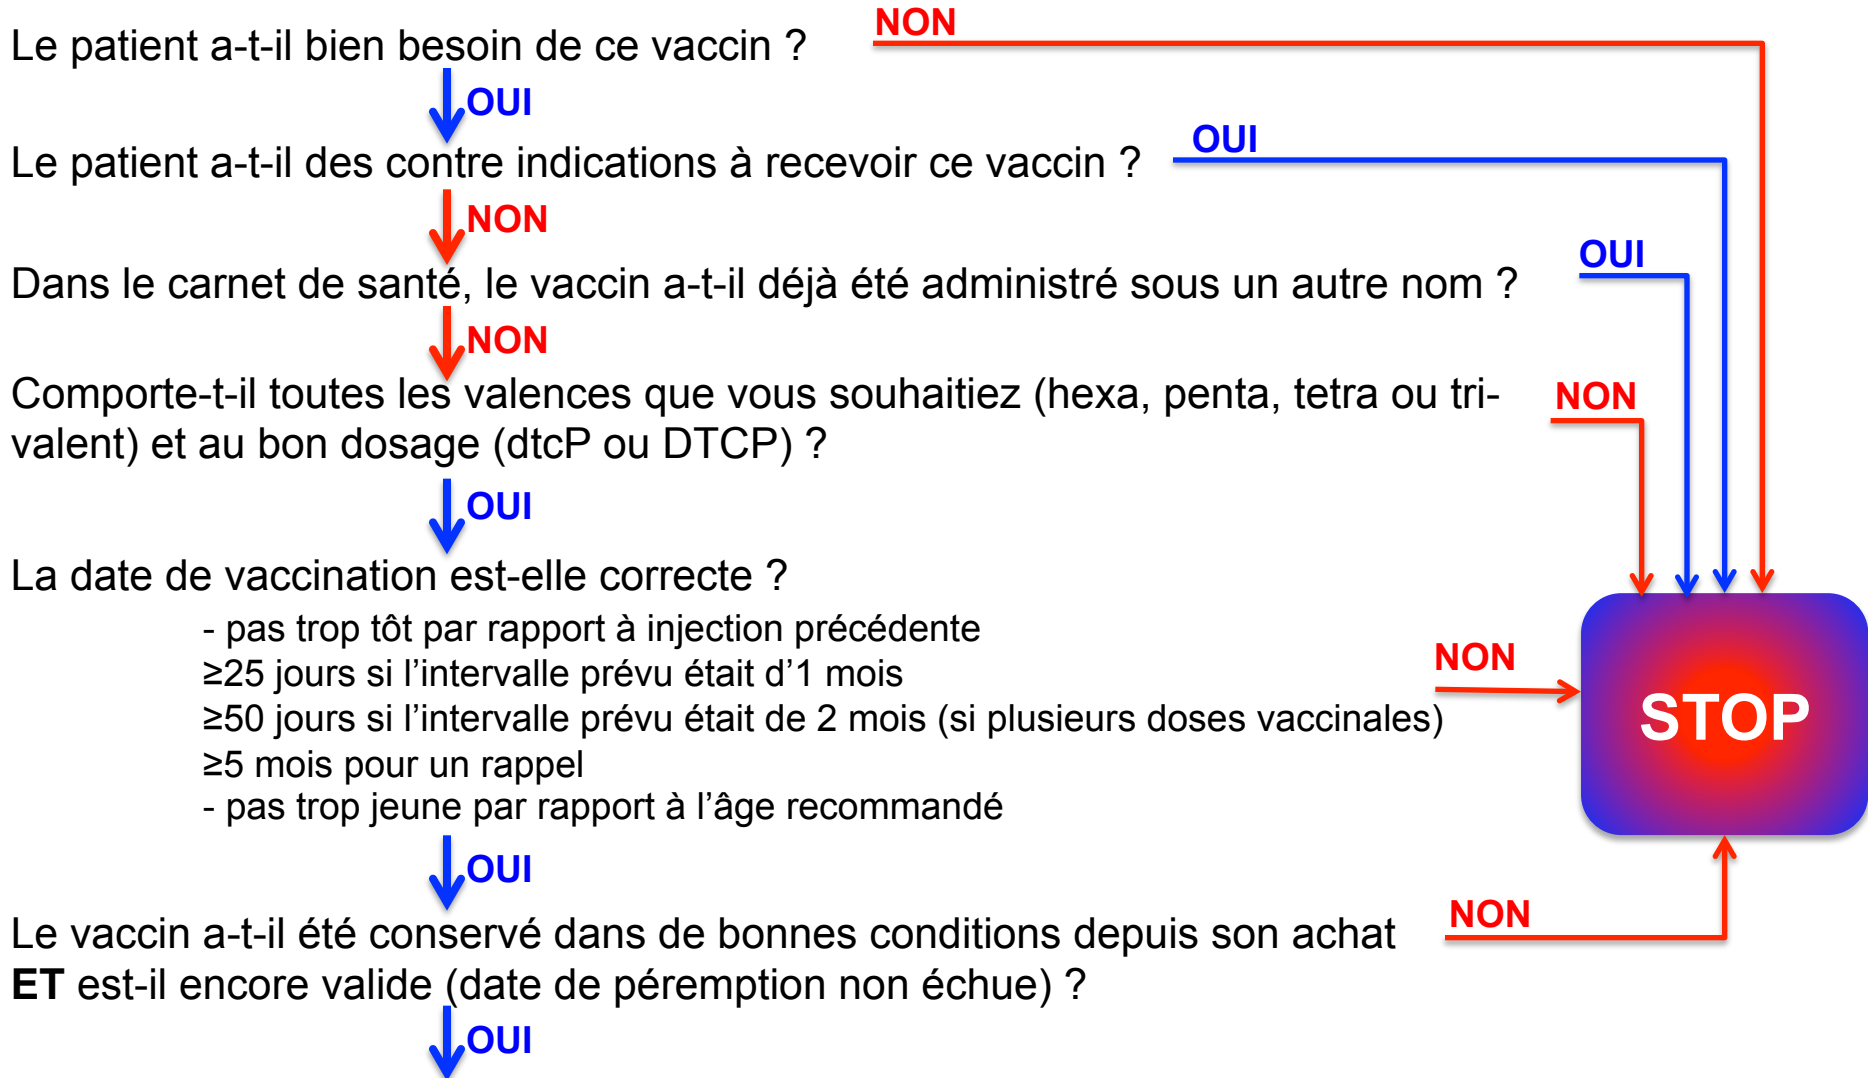 NON
Le patient a-t-il bien besoin de ce vaccin ?
OUI
OUI
Le patient a-t-il des contre indications à recevoir ce vaccin ?
NON
OUI
Dans le carnet de santé, le vaccin a-t-il déjà été administré sous un autre nom ?
NON
Comporte-t-il toutes les valences que vous souhaitiez (hexa, penta, tetra ou tri-
valent) et au bon dosage (dtcP ou DTCP) ?
NON
OUI
La date de vaccination est-elle correcte ?
- pas trop tôt par rapport à injection précédente
≥25 jours si l’intervalle prévu était d’1 mois
≥50 jours si l’intervalle prévu était de 2 mois (si plusieurs doses vaccinales)
≥5 mois pour un rappel
- pas trop jeune par rapport à l’âge recommandé
NON
STOP
OUI
Le vaccin a-t-il été conservé dans de bonnes conditions depuis son achat
ET est-il encore valide (date de péremption non échue) ?
NON
OUI